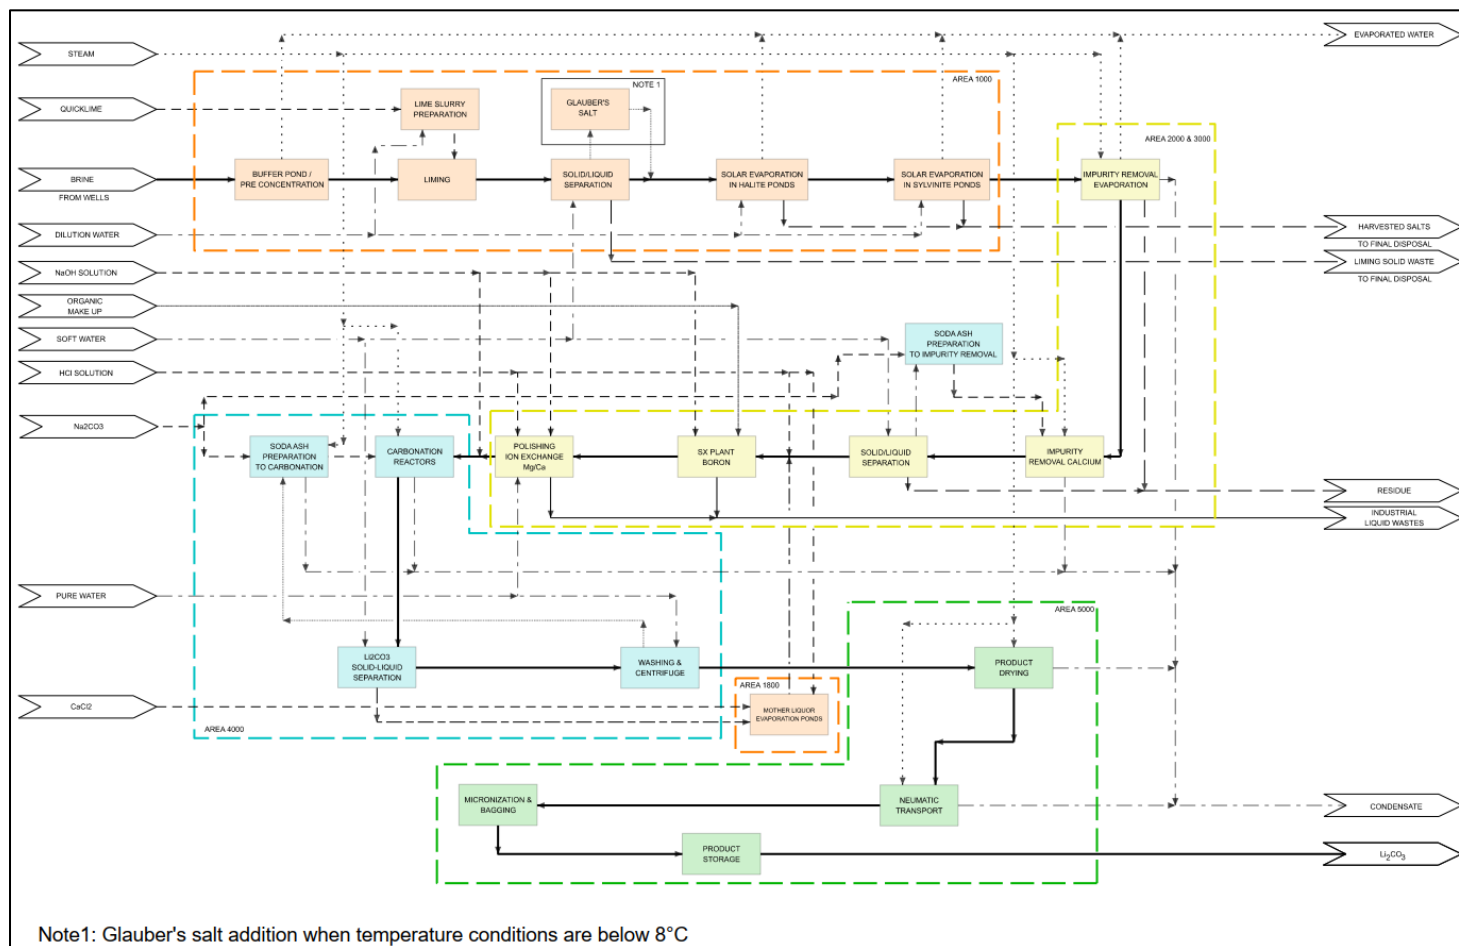 STEAM
EVAPORATED WATER
AREA 1000
NOTE 1
QUICKLIME
LIME SLURRY
PREPARATION
GLAUBER'S
SALT
AREA 2000 & 3000
BRINE
FROM WELLS
BUFFER POND /
PRE CONCENTRATION
LIMING
SOLID/LIQUID
SEPARATION
SOLAR EVAPORATION
IN HALITE PONDS
SOLAR EVAPORATION
IN SYLVINITE PONDS
IMPURITY REMOVAL
EVAPORATION
DILUTION WATER
HARVESTED SALTS
TO FINAL DISPOSAL
NaOH SOLUTION
LIMING SOLID WASTE
TO FINAL DISPOSAL
ORGANIC
MAKE UP
SOFT WATER
SODA ASH
PREPARATION
TO IMPURITY REMOVAL
HCl SOLUTION
Na2CO3
SODA ASH
PREPARATION
TO CARBONATION
CARBONATION
REACTORS
POLISHING
ION EXCHANGE
Mg/Ca
SX PLANT
BORON
SOLID/LIQUID
SEPARATION
IMPURITY
REMOVAL CALCIUM
RESIDUE
INDUSTRIAL
LIQUID WASTES
PURE WATER
AREA 5000
Li2CO3
SOLID-LIQUID
SEPARATION
WASHING &
CENTRIFUGE
PRODUCT
DRYING
AREA 1800
CaCl2
MOTHER LIQUOR
EVAPORATION PONDS
AREA 4000
MICRONIZATION &
BAGGING
NEUMATIC
TRANSPORT
CONDENSATE
PRODUCT
STORAGE
Li₂CO₃
Note1: Glauber's salt addition when temperature conditions are below 8°C